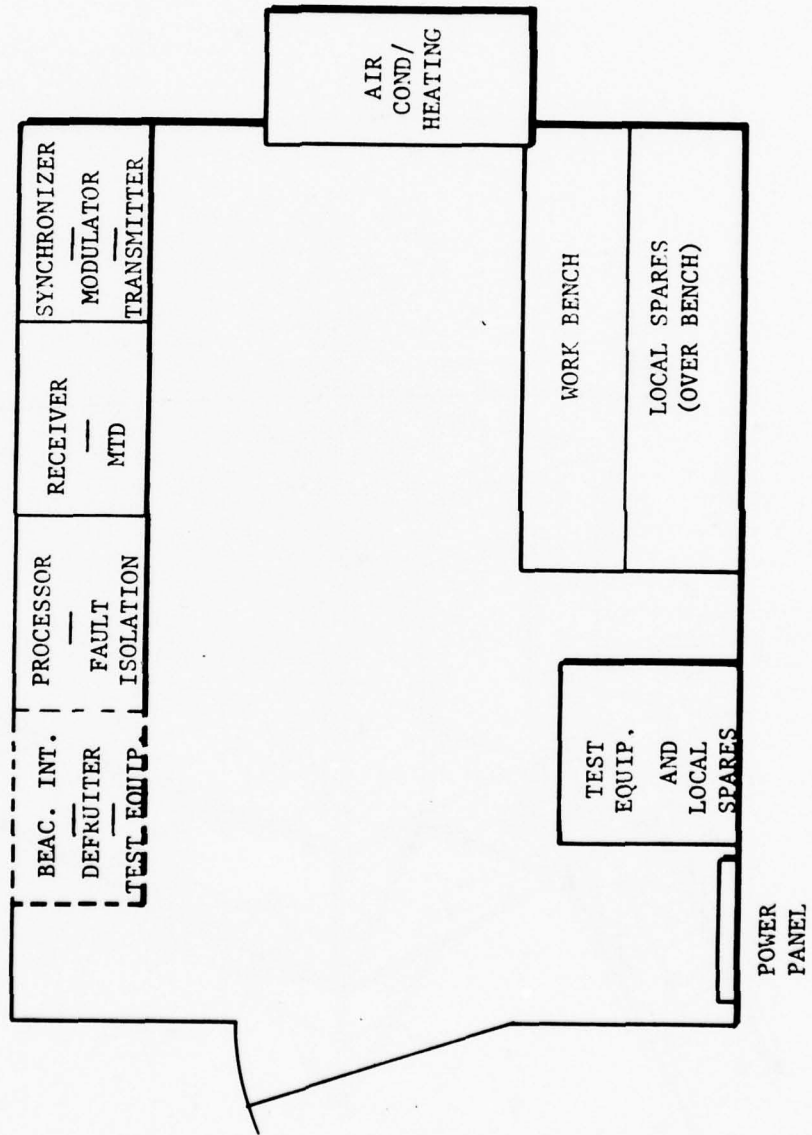 BEAC. INT.
DEFRUITER
TEST EQUIP.
PROCESSOR
FAULT
ISOLATION
RECEIVER
MTD
SYNCHRONIZER
MODULATOR
TRANSMITTER
AIR
COND/
HEATING
WORK BENCH
LOCAL SPARES
(OVER BENCH)
TEST
EQUIP.
AND
LOCAL
SPARES
POWER
PANEL